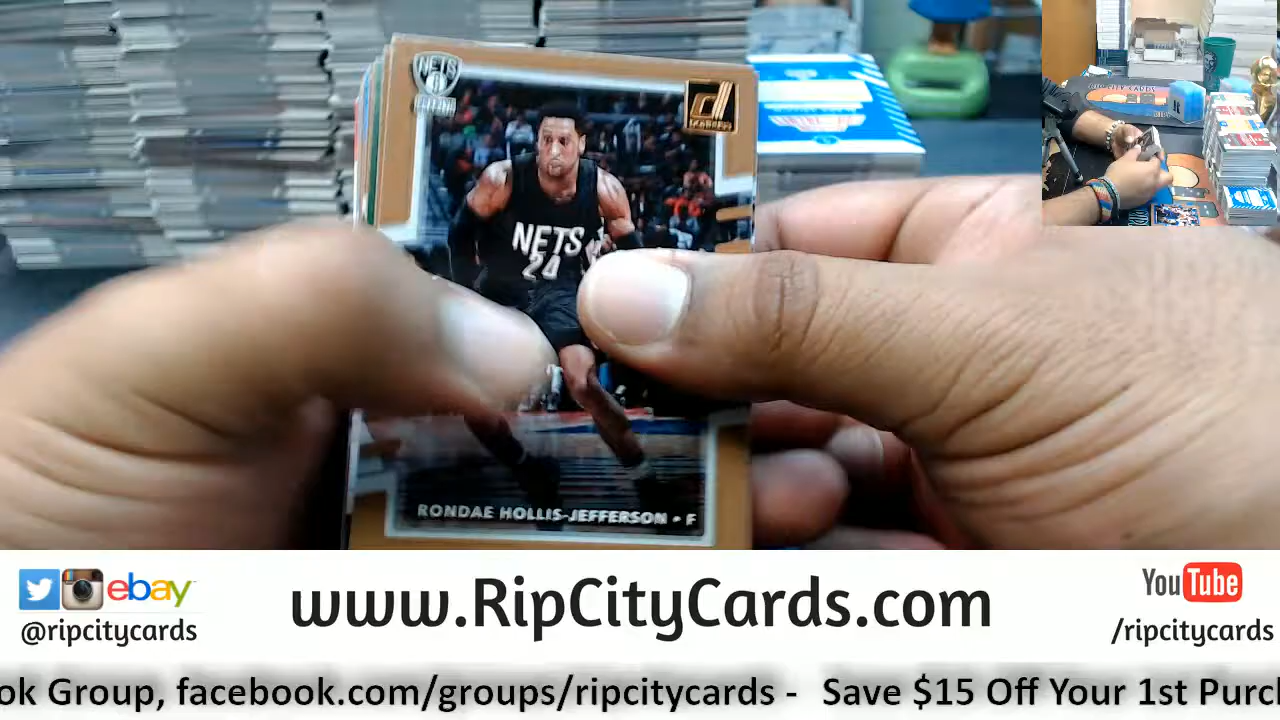 NETS
NETS
24
RONDAE HOLLIS-JEFFERSON • F
ebay
@ripcitycards
www.RipCityCards.com
YouTube
/ripcitycards
ok Group, facebook.com/groups/ripcitycards - Save $15 Off Your 1st Purch